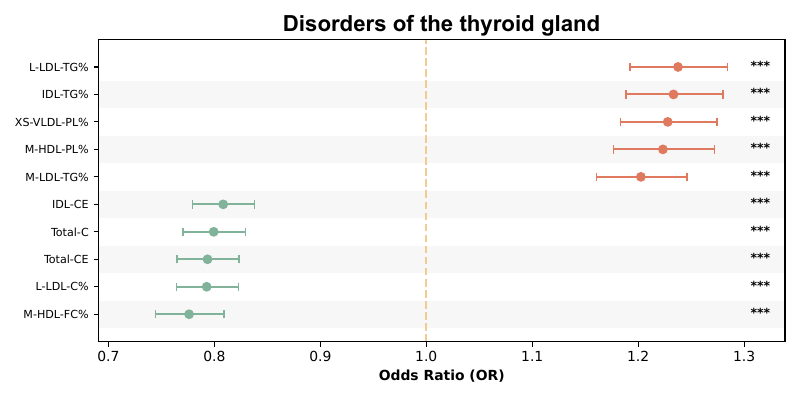 Disorders of the thyroid gland
L-LDL-TG% ***
IDL-TG% ***
XS-VLDL-PL% ***
M-HDL-PL% ***
M-LDL-TG% ***
IDL-CE ***
Total-C ***
Total-CE ***
L-LDL-C% ***
M-HDL-FC% ***
0.7 0.8 0.9 1.0 1.1 1.2 1.3
Odds Ratio (OR)